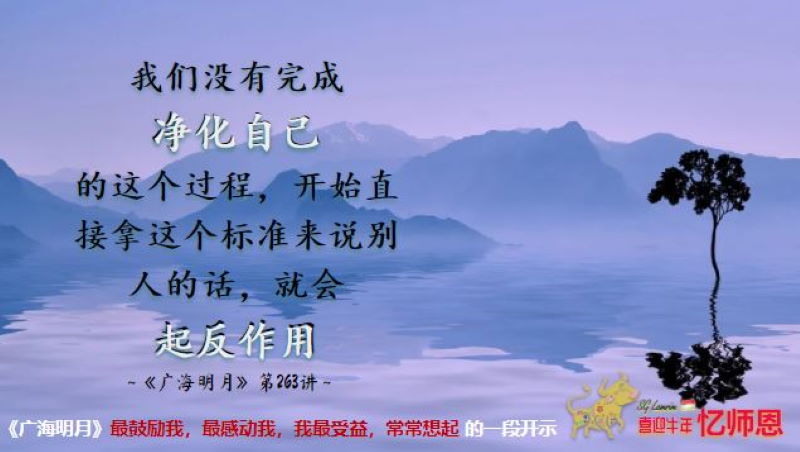 我们没有完成
净化自己
的这个过程，开始直
接拿这个标准来说别
人的话，就会
起反作用
~《广海明月》第263讲~
SG Lamrim
喜迎牛年 忆师恩
《广海明月》最鼓励我，最感动我，我最受益，常常想起 的一段开示